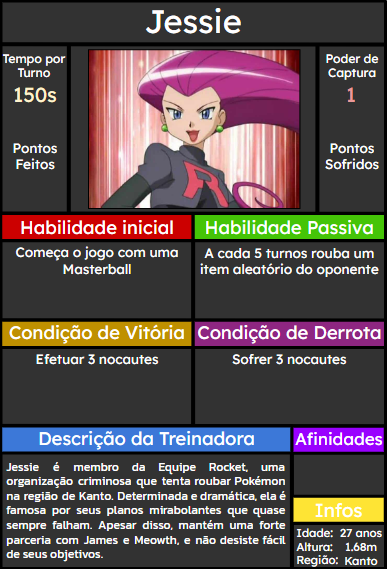 Jessie
Tempo por
Turno
150s
Pontos
Feitos
R
Poder de
Captura
1
Pontos
Sofridos
Habilidade inicial
Começa o jogo com uma
Masterball
Habilidade Passiva
A cada 5 turnos rouba um
item aleatório do oponente
Condição de Vitória
Efetuar 3 nocautes
Condição de Derrota
Sofrer 3 nocautes
Descrição da Treinadora
Jessie é membro da Equipe Rocket, uma
organização criminosa que tenta roubar Pokémon
na região de Kanto. Determinada e dramática, ela é
famosa por seus planos mirabolantes que quase
sempre falham. Apesar disso, mantém uma forte
parceria com James e Meowth, e não desiste fácil
de seus objetivos.
Afinidades
Infos
Idade: 27 anos
Altura: 1.68m
Região: Kanto